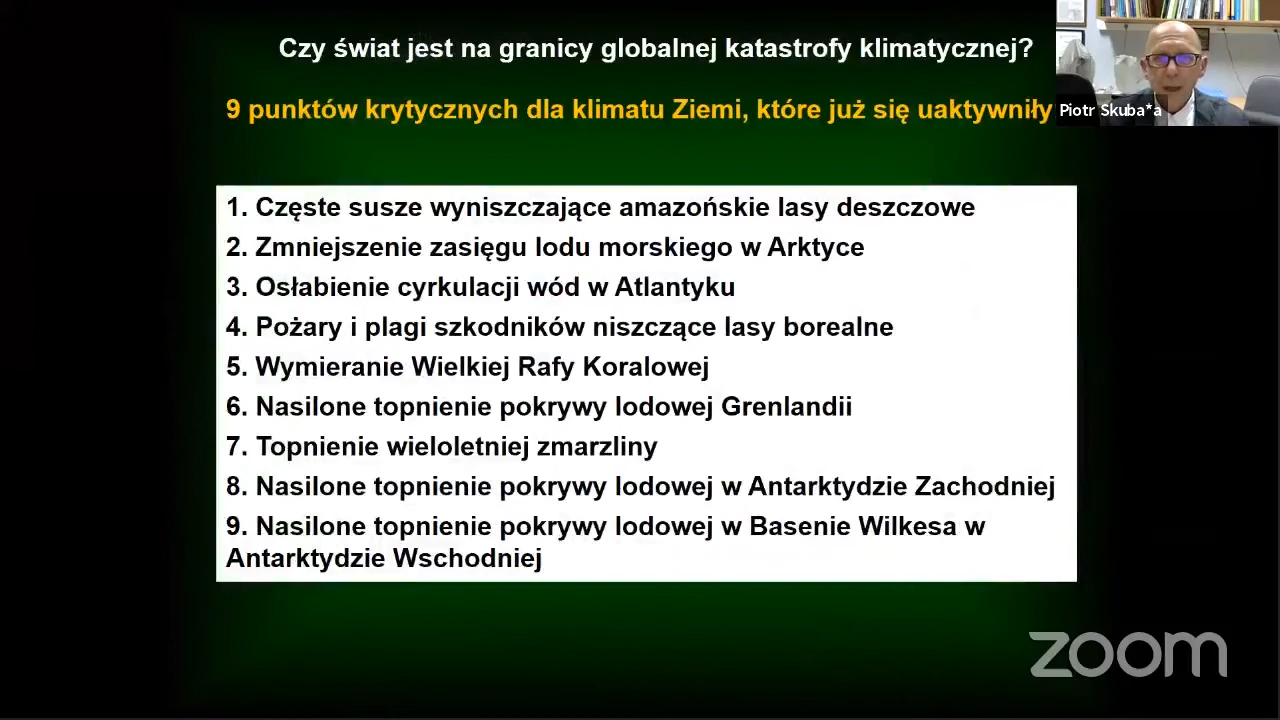 Czy świat jest na granicy globalnej katastrofy klimatycznej?
9 punktów krytycznych dla klimatu Ziemi, które już się uaktywniły
Piotr Skuba*a
1. Częste susze wyniszczające amazońskie lasy deszczowe
2. Zmniejszenie zasięgu lodu morskiego w Arktyce
3. Osłabienie cyrkulacji wód w Atlantyku
4. Pożary i plagi szkodników niszczące lasy borealne
5. Wymieranie Wielkiej Rafy Koralowej
6. Nasilone topnienie pokrywy lodowej Grenlandii
7. Topnienie wieloletniej zmarzliny
8. Nasilone topnienie pokrywy lodowej w Antarktydzie Zachodniej
9. Nasilone topnienie pokrywy lodowej w Basenie Wilkesa w
Antarktydzie Wschodniej
zoom